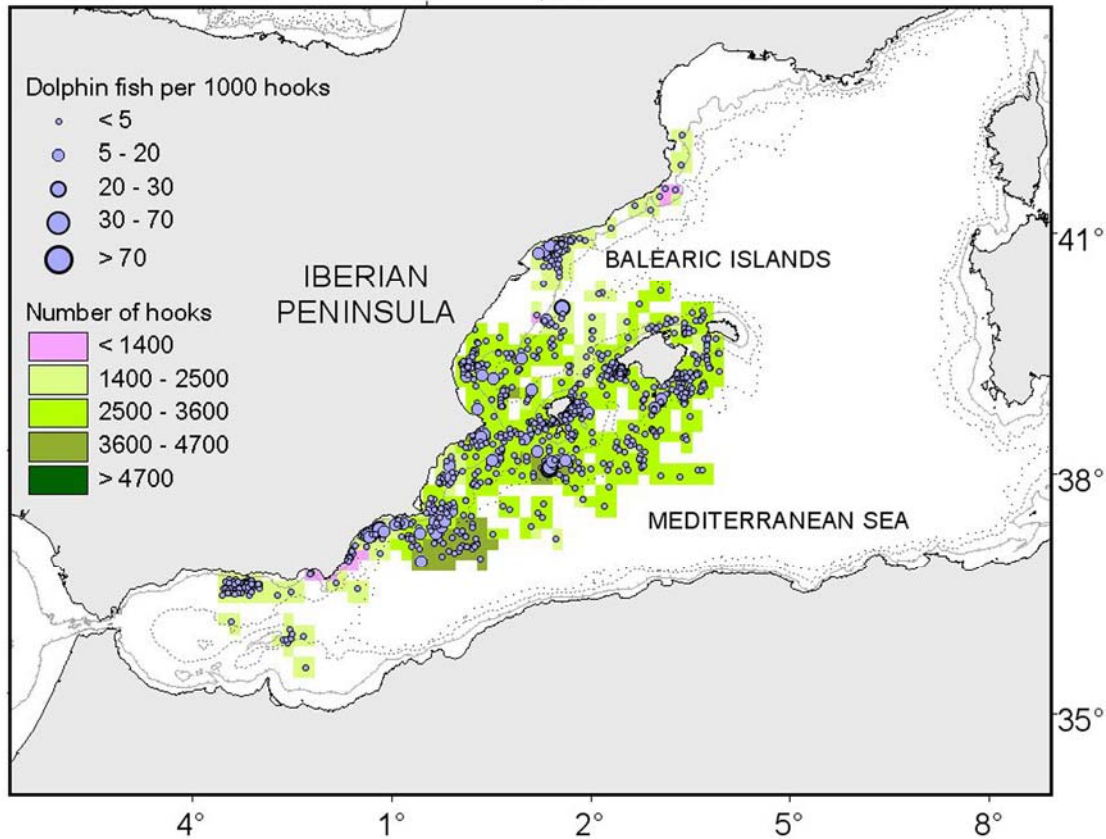 Dolphin fish per 1000 hooks
< 5
5 - 20
20 - 30
30 - 70
> 70
Number of hooks
< 1400
1400 - 2500
2500 - 3600
3600 - 4700
> 4700
IBERIAN
PENINSULA
BALEARIC ISLANDS
MEDITERRANEAN SEA
41°
38°
35°
4°
1°
2°
5°
8°